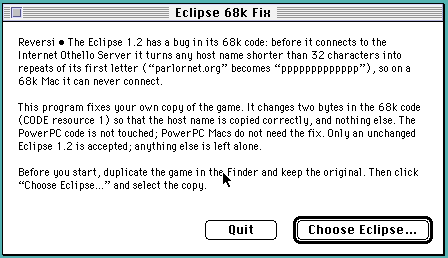 Eclipse 68k Fix
Reversi ● The Eclipse 1.2 has a bug in its 68k code: before it connects to the
Internet Othello Server it turns any host name shorter than 32 characters into
repeats of its first letter (“parlornet.org” becomes “ppppppppppppp”), so on a
68k Mac it can never connect.
This program fixes your own copy of the game. It changes two bytes in the 68k code
(CODE resource 1) so that the host name is copied correctly, and nothing else. The
PowerPC code is not touched; PowerPC Macs do not need the fix. Only an unchanged
Eclipse 1.2 is accepted; anything else is left alone.
Before you start, duplicate the game in the Finder and keep the original. Then click
“Choose Eclipse...” and select the copy.
Quit
Choose Eclipse...